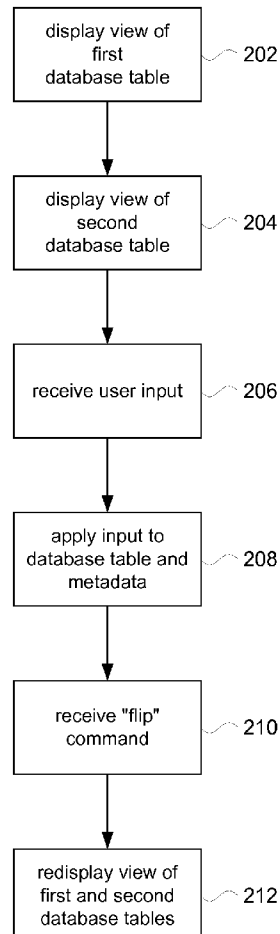 display view of
first
database table
202
display view of
second
database table
204
receive user input
206
apply input to
database table and
metadata
208
receive "flip"
command
210
redisplay view of
first and second
database tables
212